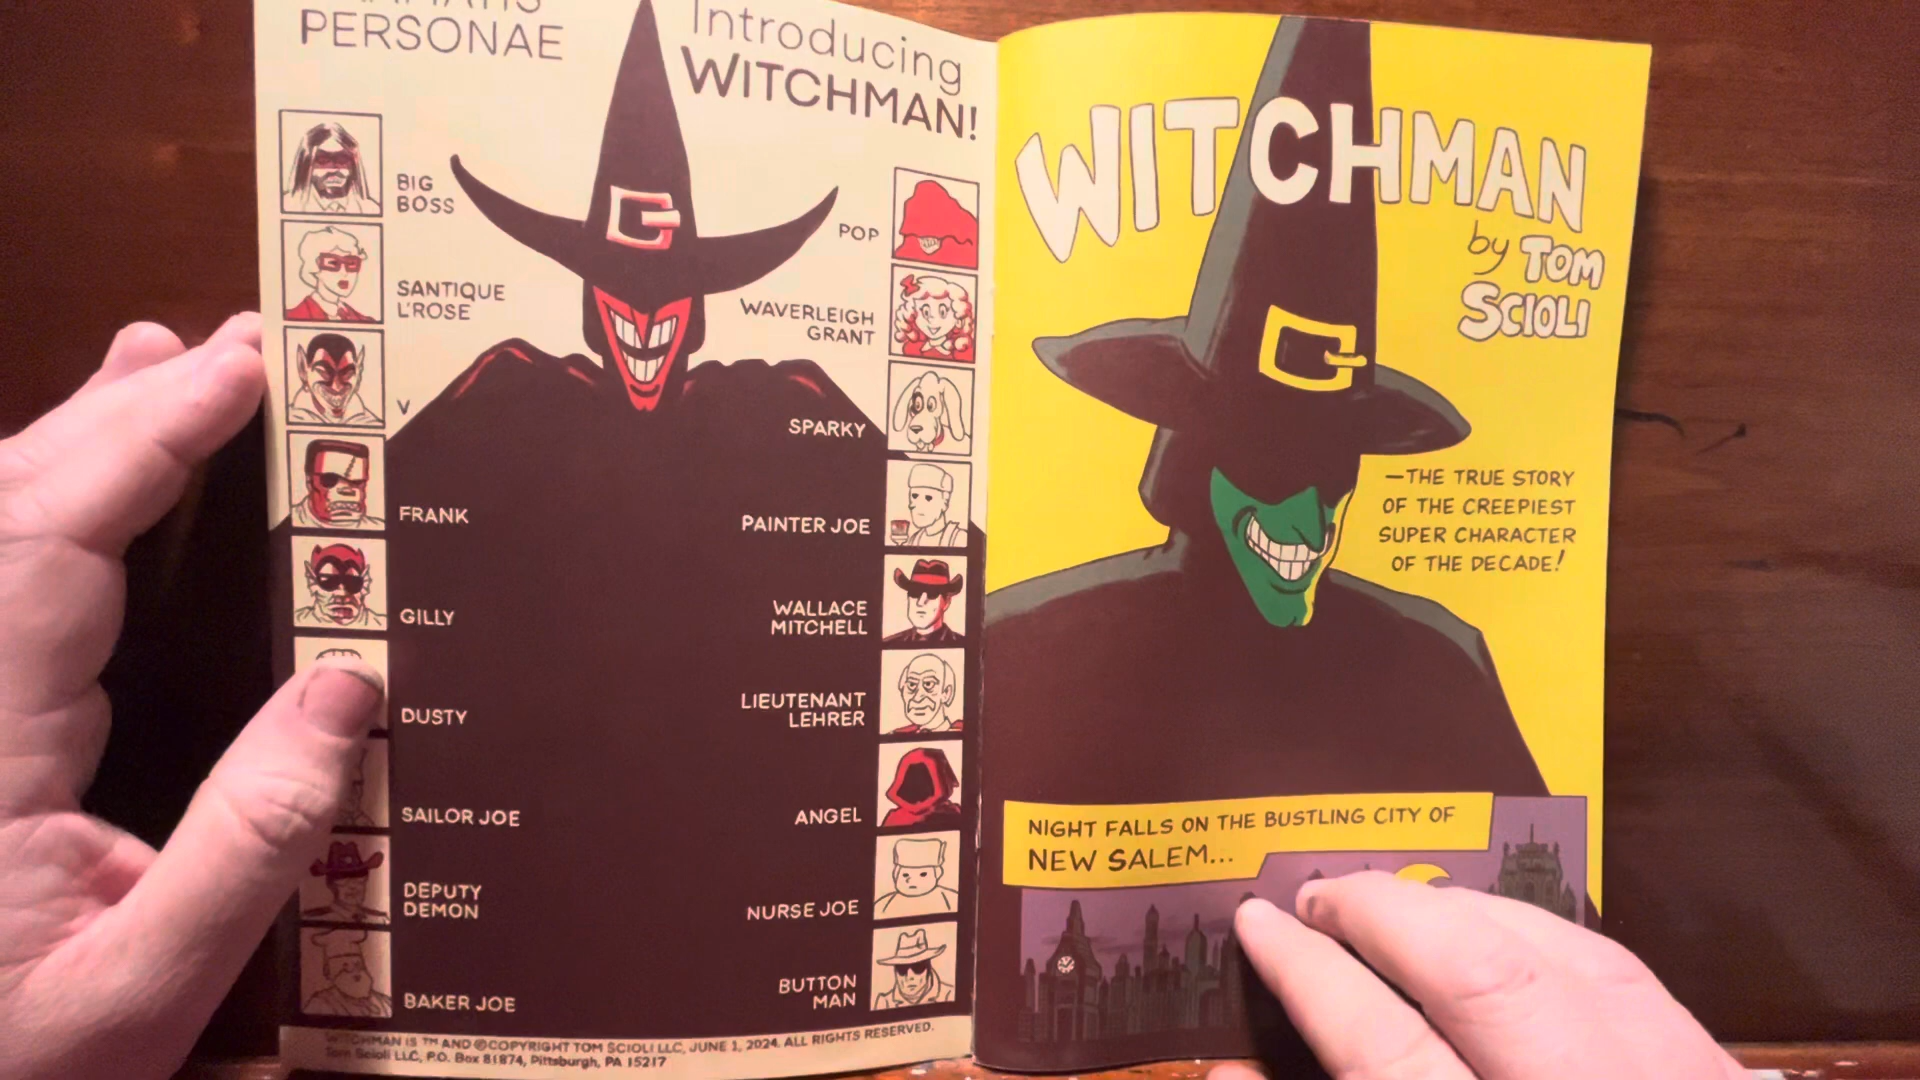 PERSONAE
Introducing
WITCHMAN!
BIG
BOSS
SANTIQUE
L'ROSE
V
FRANK
GILLY
DUSTY
SAILOR JOE
DEPUTY
DEMON
BAKER JOE
POP
WAVERLEIGH
GRANT
SPARKY
PAINTER JOE
WALLACE
MITCHELL
LIEUTENANT
LEHRER
ANGEL
NURSE JOE
BUTTON
MAN
WITCHMAN IS ™ AND ©COPYRIGHT TOM SCIOLI LLC, JUNE 1, 2024. ALL RIGHTS RESERVED.
Tom Scioli LLC, P.O. Box 81874, Pittsburgh, PA 15217
WITCHMAN
by TOM
SCIOLI
—THE TRUE STORY
OF THE CREEPIEST
SUPER CHARACTER
OF THE DECADE!
NIGHT FALLS ON THE BUSTLING CITY OF
NEW SALEM...